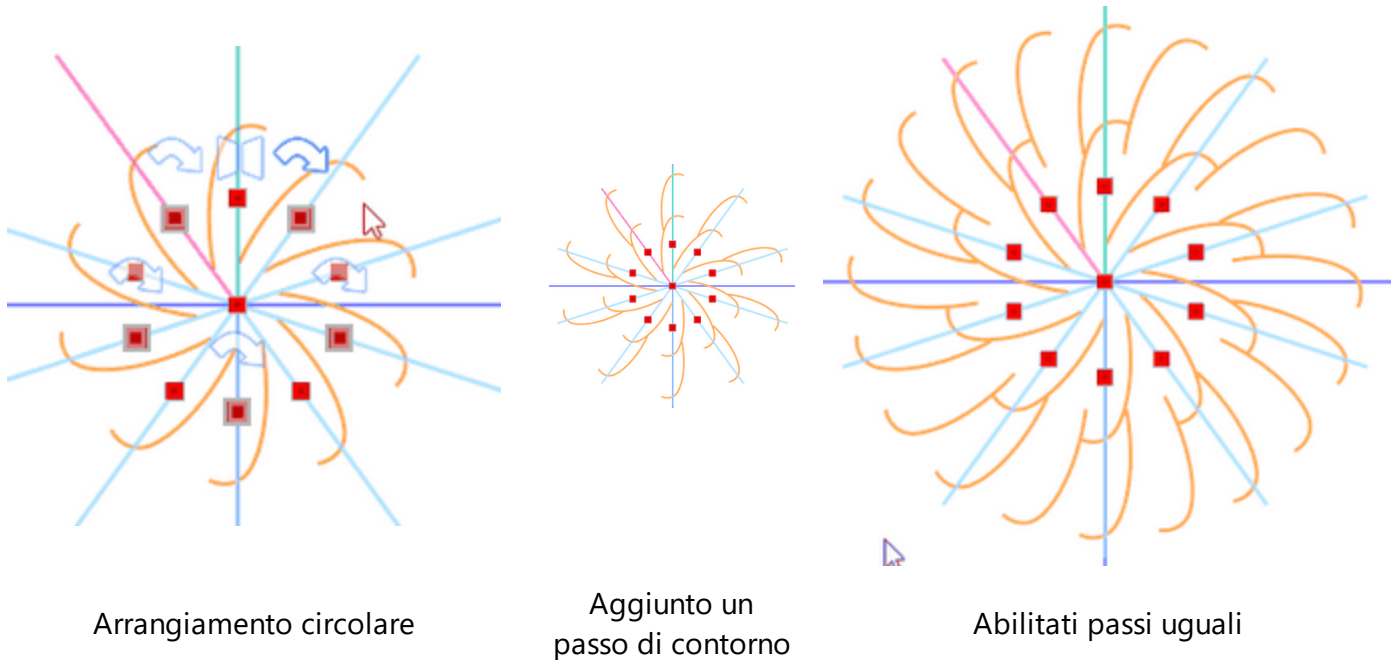 Arrangiamento circolare
Aggiunto un
passo di contorno
Abilitati passi uguali